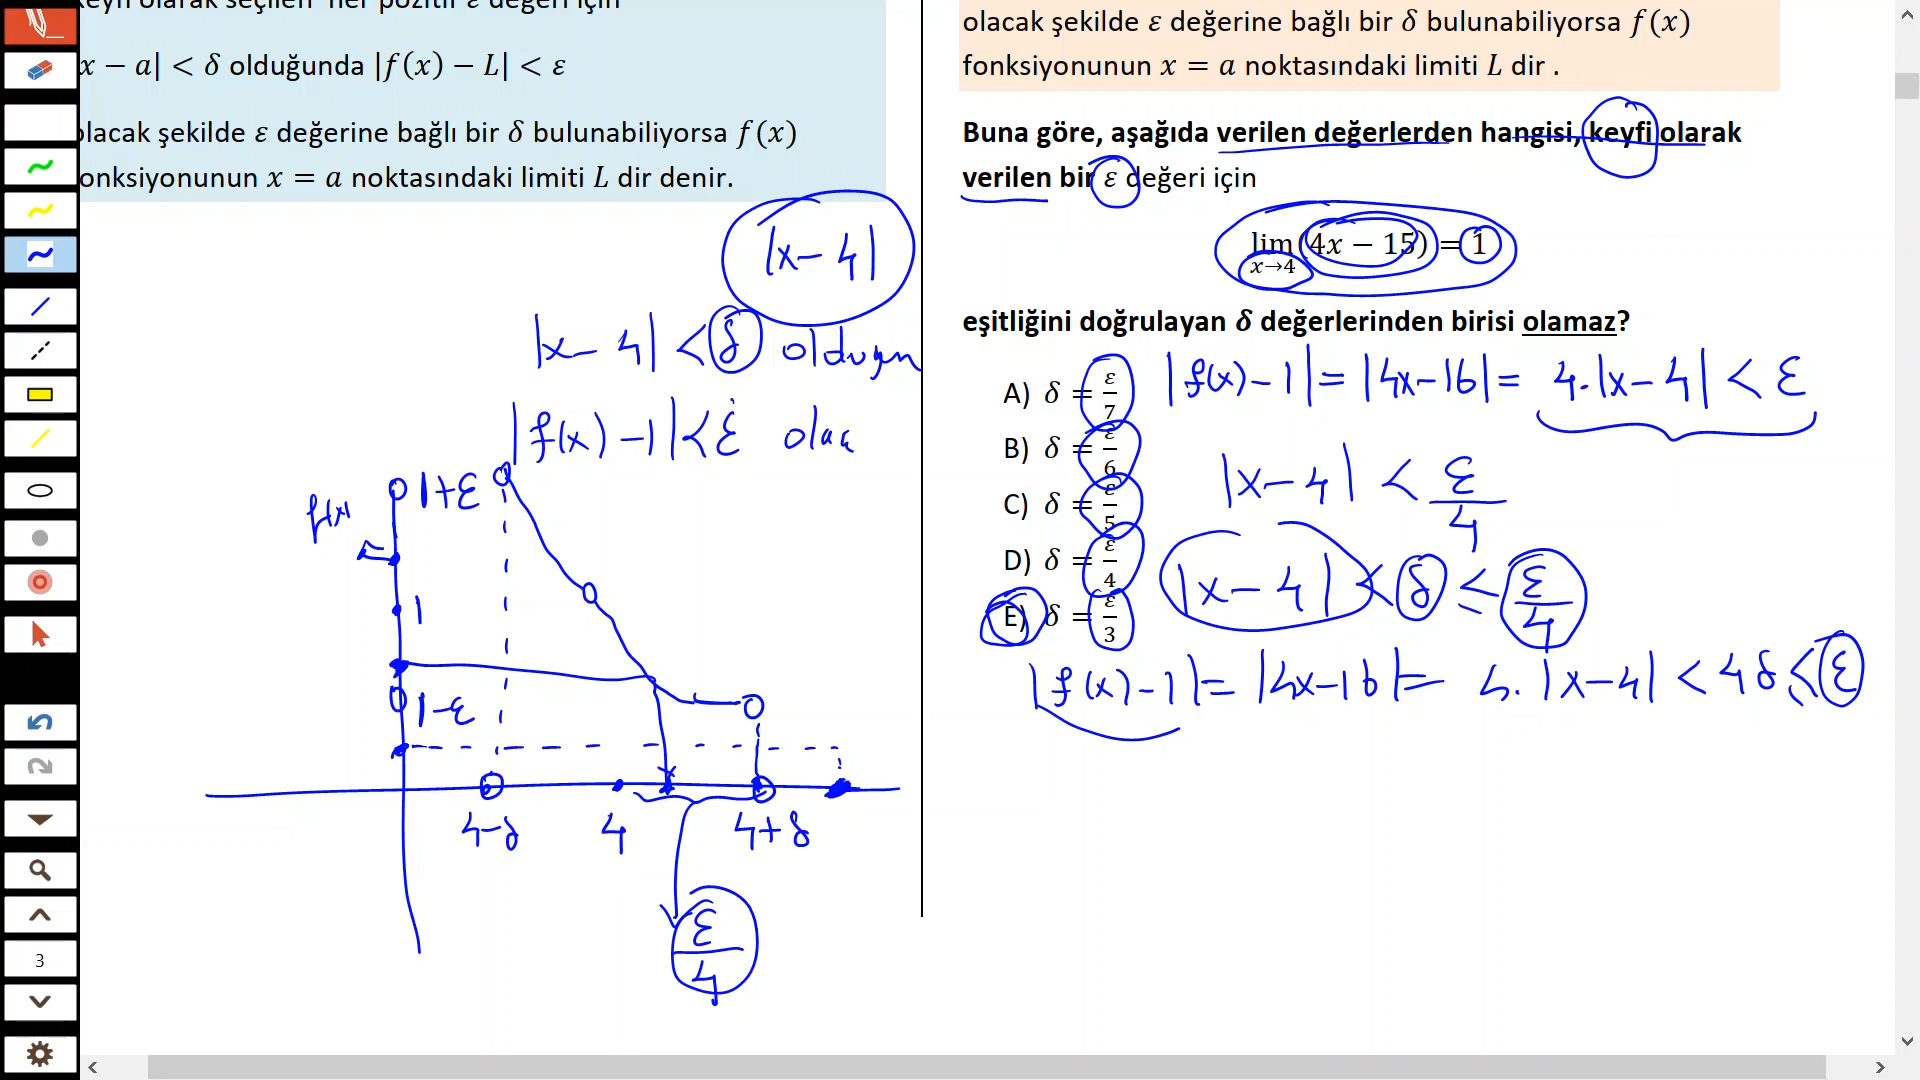 keyfi olarak seçilen her pozitif ε değeri için
x − a| < δ olduğunda |f(x) − L| < ε
olacak şekilde ε değerine bağlı bir δ bulunabiliyorsa f(x)
onksiyonunun x = a noktasındaki limiti L dir denir.
|x − 4|
|x − 4| < δ olduğun
|f(x) − 1| < ε olac
f(x)
1+ε
1
1−ε
x
4−δ 4 4+δ
ε/4
olacak şekilde ε değerine bağlı bir δ bulunabiliyorsa f(x)
fonksiyonunun x = a noktasındaki limiti L dir .
Buna göre, aşağıda verilen değerlerden hangisi, keyfi olarak
verilen bir ε değeri için
lim x→4 (4x − 15) = 1
eşitliğini doğrulayan δ değerlerinden birisi olamaz?
A) δ = ε/7
B) δ = ε/6
C) δ = ε/5
D) δ = ε/4
E) δ = ε/3
|f(x)−1| = |4x−16| = 4.|x−4| < ε
|x−4| < ε/4
|x−4| < δ ≤ ε/4
|f(x)−1| = |4x−16| = 4.|x−4| < 4δ ≤ ε
3